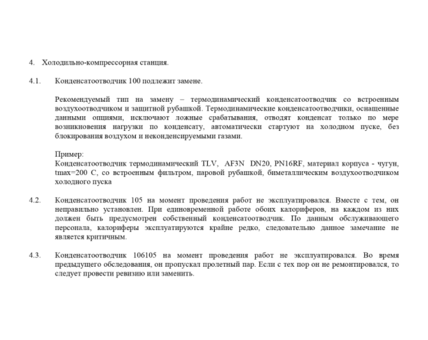 4. Холодильно-компрессорная станция.
4.1. Конденсатоотводчик 100 подлежит замене.
Рекомендуемый тип на замену – термодинамический конденсатоотводчик со встроенным
воздухоотводчиком и защитной рубашкой. Термодинамические конденсатоотводчики, оснащенные
данными опциями, исключают ложные срабатывания, отводят конденсат только по мере
возникновения нагрузки по конденсату, автоматически стартуют на холодном пуске, без
блокирования воздухом и неконденсируемыми газами.
Пример:
Конденсатоотводчик термодинамический TLV, AF3N DN20, PN16RF, материал корпуса - чугун,
tmax=200 С, со встроенным фильтром, паровой рубашкой, биметаллическим воздухоотводчиком
холодного пуска
4.2. Конденсатоотводчик 105 на момент проведения работ не эксплуатировался. Вместе с тем, он
неправильно установлен. При единовременной работе обоих калориферов, на каждом из них
должен быть предусмотрен собственный конденсатоотводчик. По данным обслуживающего
персонала, калориферы эксплуатируются крайне редко, следовательно данное замечание не
является критичным.
4.3. Конденсатоотводчик 106105 на момент проведения работ не эксплуатировался. Во время
предыдущего обследования, он пропускал пролетный пар. Если с тех пор он не ремонтировался, то
следует провести ревизию или заменить.